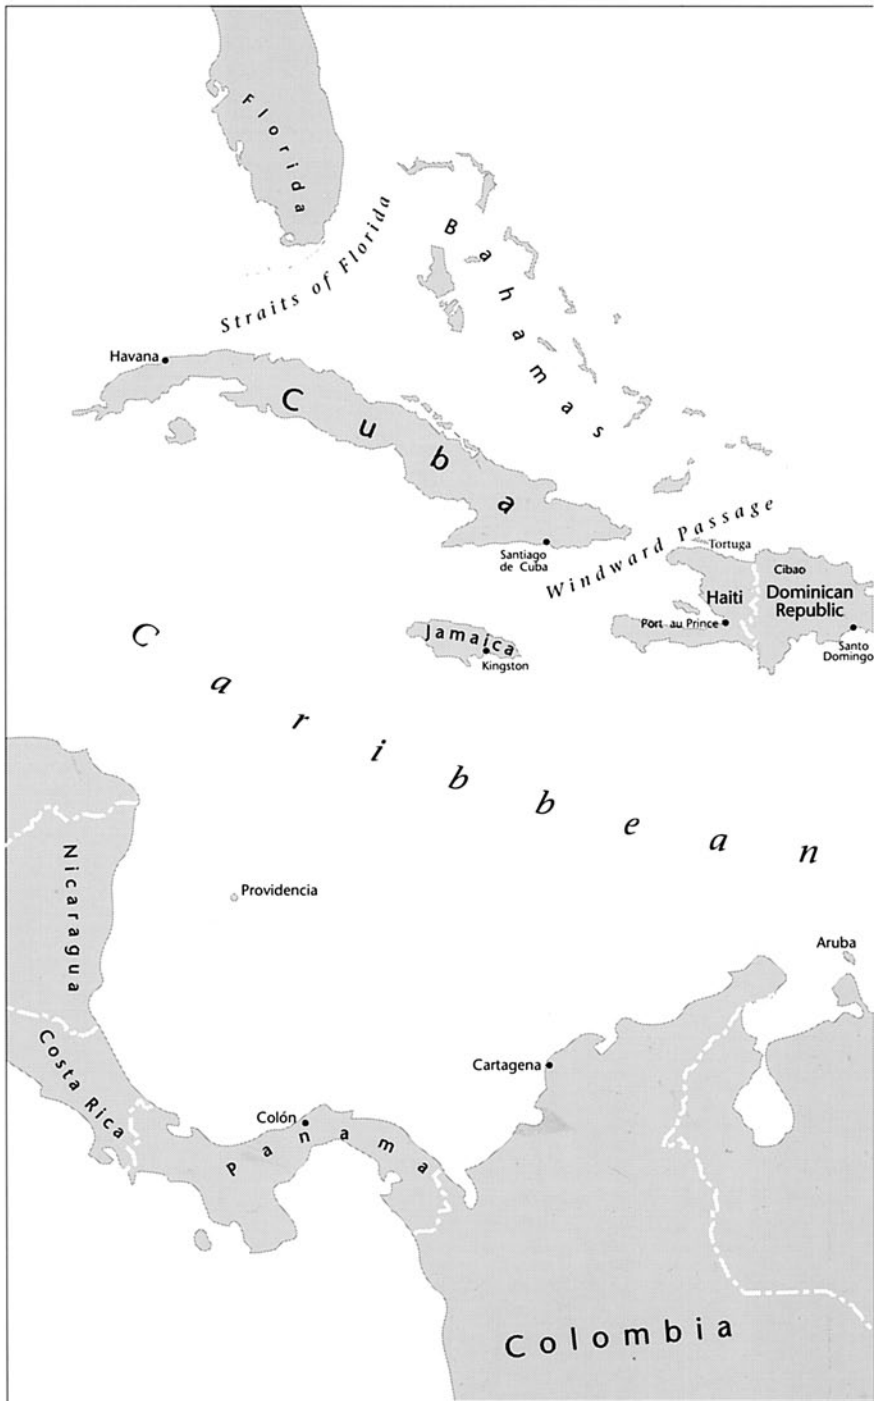 Florida
Straits of Florida
Bahamas
Havana
Cuba
Santiago
de Cuba
Windward Passage
Tortuga
Cibao
Haiti
Dominican
Republic
Port au Prince
Santo
Domingo
Jamaica
Kingston
Caribbean
Nicaragua
Providencia
Aruba
Costa Rica
Cartagena
Colón
Panama
Colombia